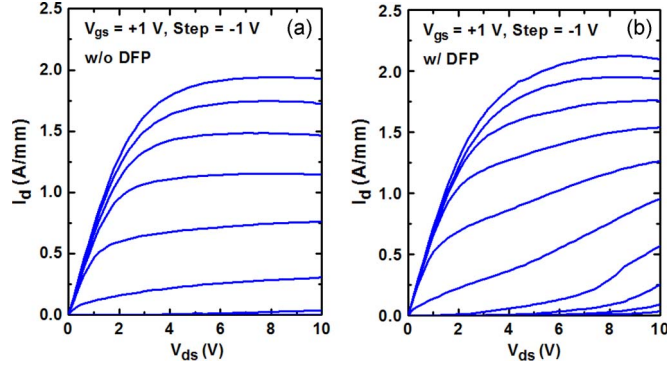 V_gs = +1 V, Step = -1 V (a)
w/o DFP
2.5
2.0
1.5
1.0
0.5
0.0
I_d (A/mm)
0 2 4 6 8 10
V_ds (V)
V_gs = +1 V, Step = -1 V (b)
w/ DFP
2.5
2.0
1.5
1.0
0.5
0.0
I_d (A/mm)
0 2 4 6 8 10
V_ds (V)